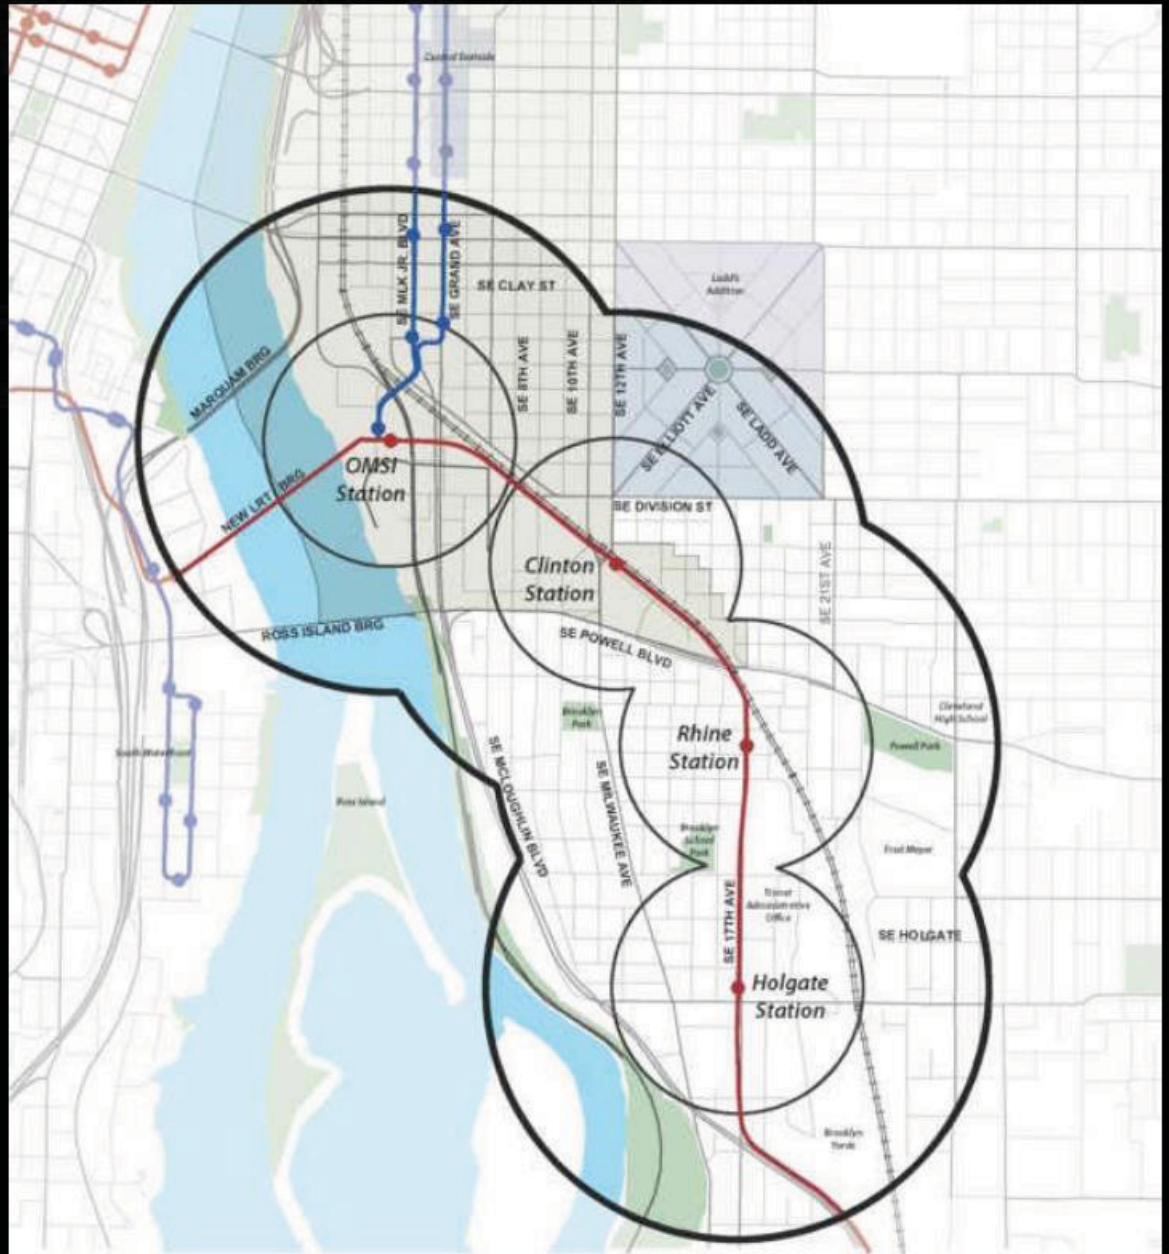 Central Eastside
SE MLK JR. BLVD
SE GRAND AVE
SE CLAY ST
Ladd's
Addition
SE 8TH AVE
SE 10TH AVE
SE 12TH AVE
MARQUAM BRG
SE ELLIOTT AVE
SE LADD AVE
OMSI
Station
NEW LRT BRG
SE DIVISION ST
Clinton
Station
SE 21ST AVE
ROSS ISLAND BRG
SE POWELL BLVD
Brooklyn
Park
Cleveland
High School
Rhine
Station
Powell Park
South Waterfront
SE MCLOUGHLIN BLVD
SE MILWAUKEE AVE
Ross Island
Brooklyn
School
Park
Fred Meyer
SE 17TH AVE
Trimet
Administrative
Office
SE HOLGATE
Holgate
Station
Brooklyn
Yards